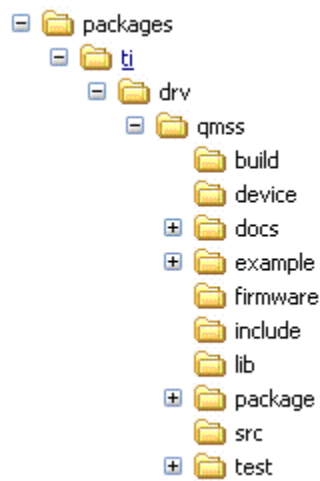 packages
ti
drv
qmss
build
device
docs
example
firmware
include
lib
package
src
test